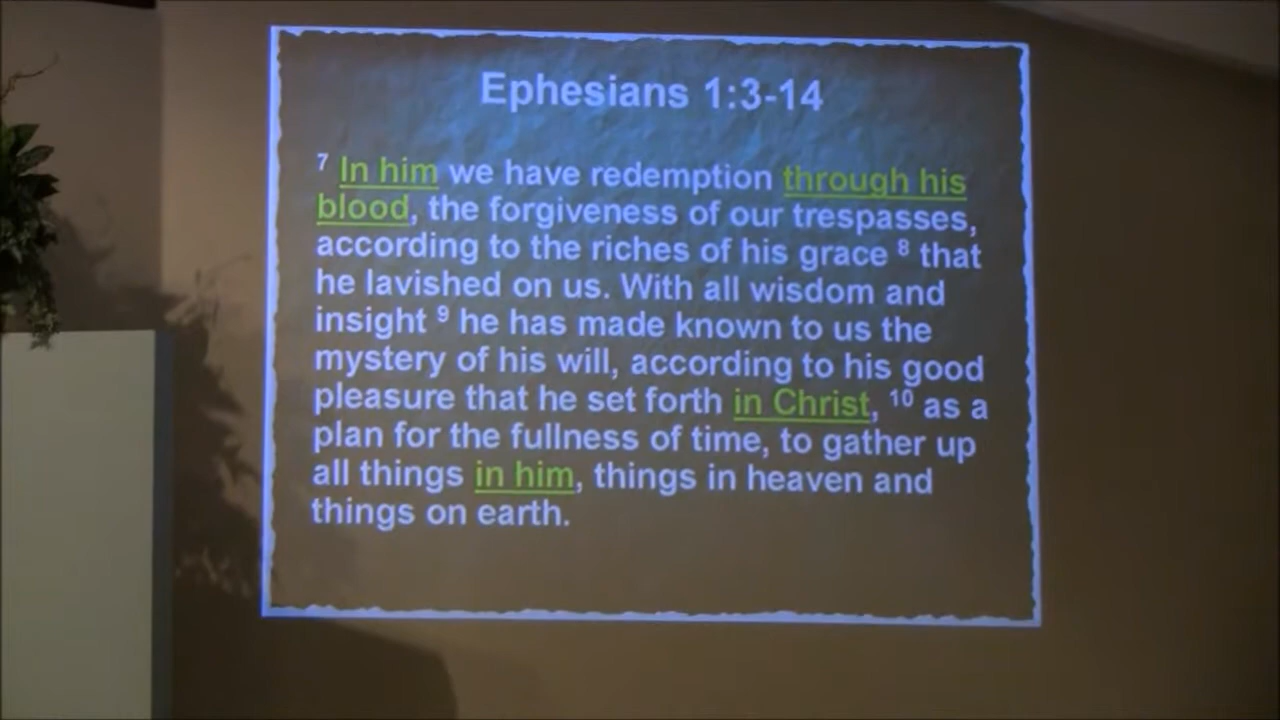 Ephesians 1:3-14
7 In him we have redemption through his
blood, the forgiveness of our trespasses,
according to the riches of his grace 8 that
he lavished on us. With all wisdom and
insight 9 he has made known to us the
mystery of his will, according to his good
pleasure that he set forth in Christ, 10 as a
plan for the fullness of time, to gather up
all things in him, things in heaven and
things on earth.